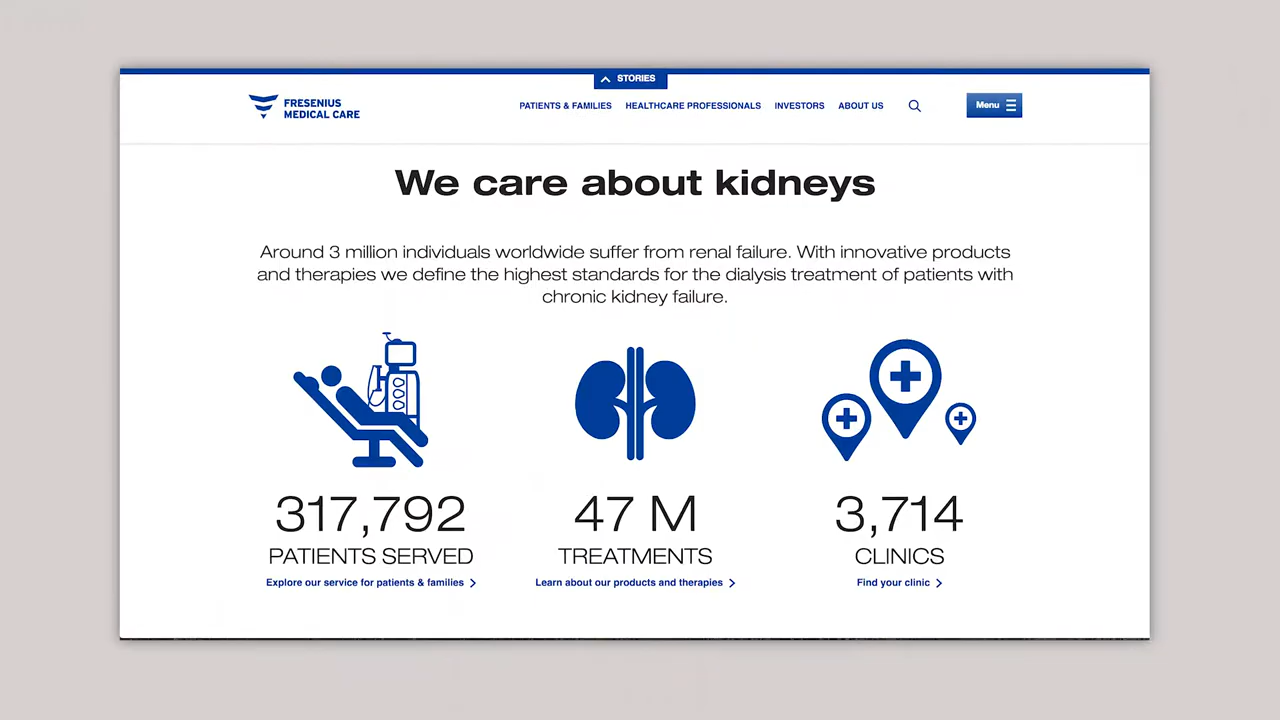 STORIES
FRESENIUS
MEDICAL CARE
PATIENTS & FAMILIES HEALTHCARE PROFESSIONALS INVESTORS ABOUT US Menu
We care about kidneys
Around 3 million individuals worldwide suffer from renal failure. With innovative products
and therapies we define the highest standards for the dialysis treatment of patients with
chronic kidney failure.
317,792 47 M 3,714
PATIENTS SERVED TREATMENTS CLINICS
Explore our service for patients & families Learn about our products and therapies Find your clinic